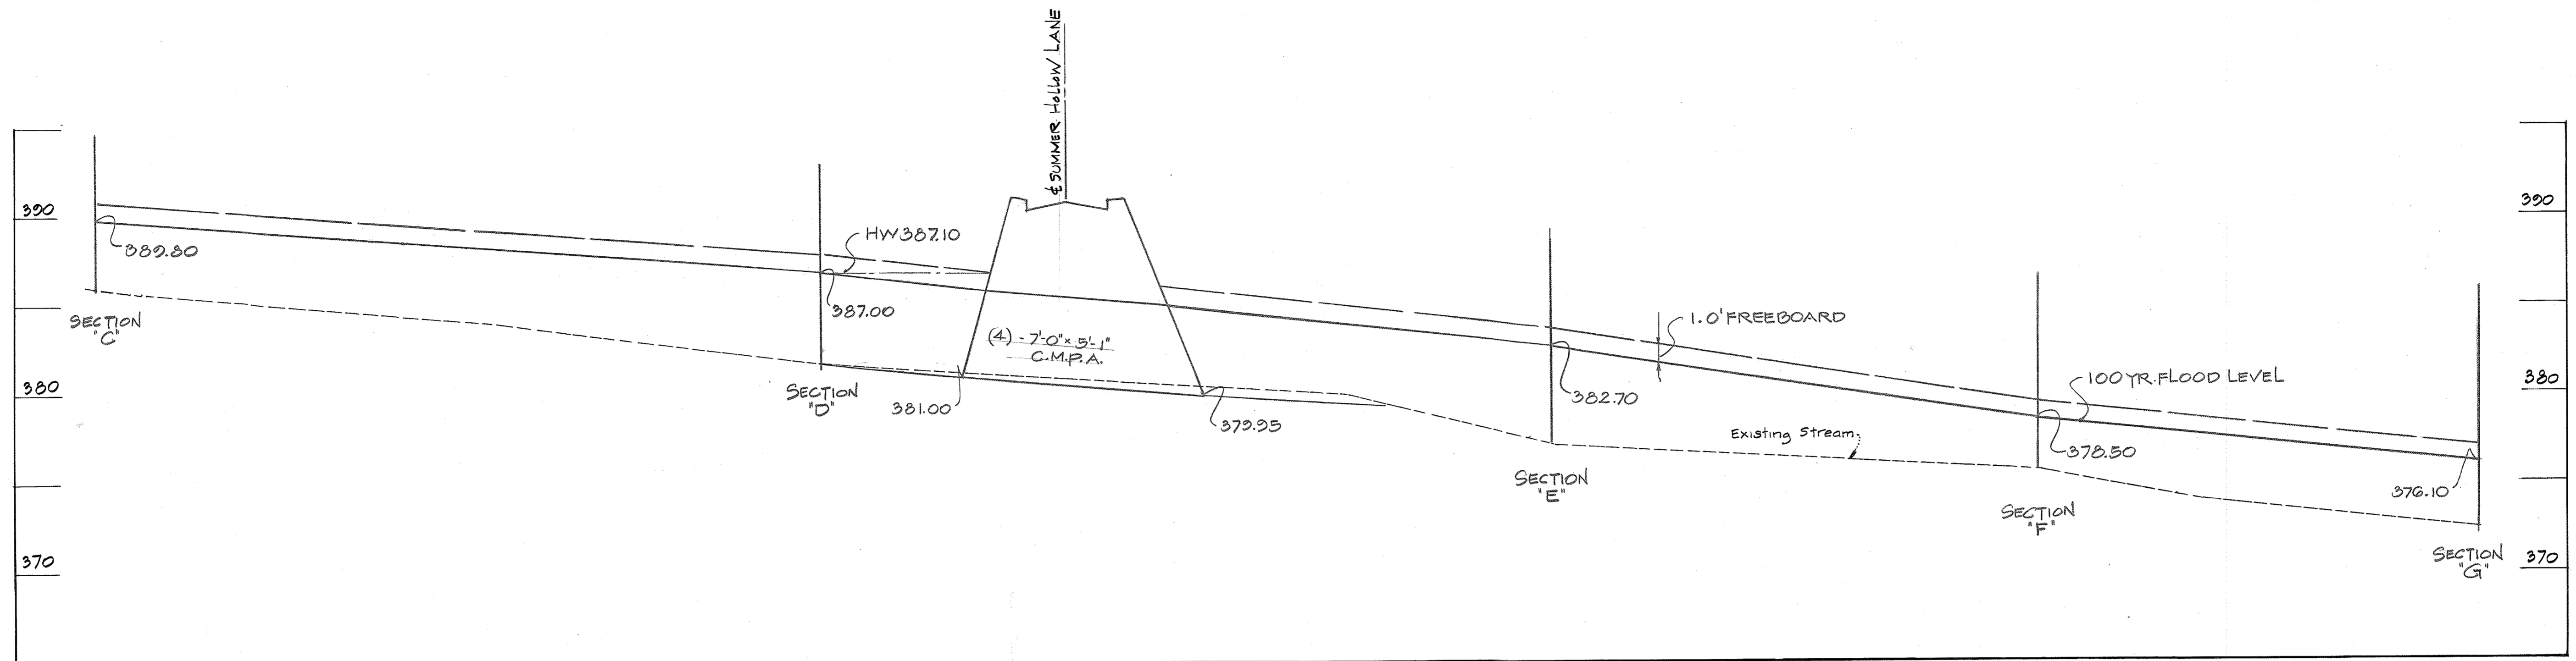 ℄ SUMMER HOLLOW LANE
390
390
HW 387.10
389.80
387.00
1.0' FREEBOARD
SECTION
"C"
(4) - 7'-0" x 5'-1"
C.M.P.A.
100 YR. FLOOD LEVEL
380
380
SECTION
"D"
381.00
382.70
379.95
Existing Stream
378.50
SECTION
"E"
376.10
SECTION
"F"
SECTION
"G"
370
370